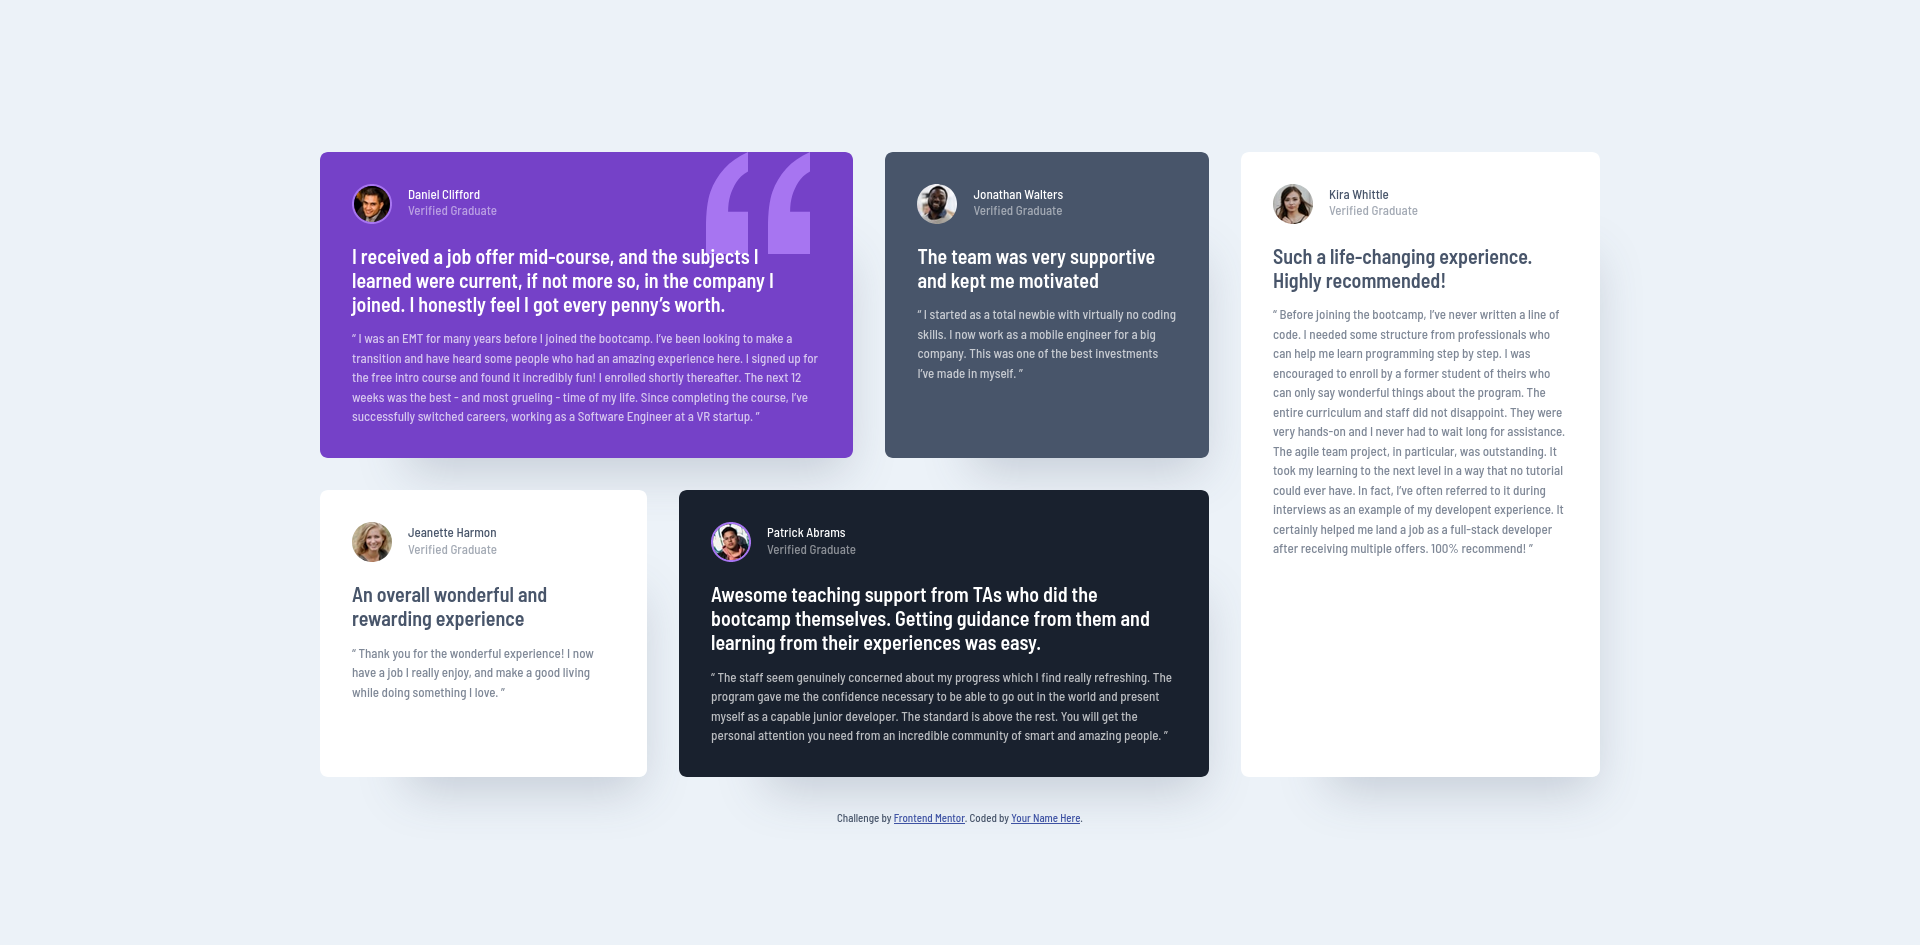 Daniel Clifford
Verified Graduate
I received a job offer mid-course, and the subjects I
learned were current, if not more so, in the company I
joined. I honestly feel I got every penny’s worth.
“ I was an EMT for many years before I joined the bootcamp. I’ve been looking to make a
transition and have heard some people who had an amazing experience here. I signed up for
the free intro course and found it incredibly fun! I enrolled shortly thereafter. The next 12
weeks was the best - and most grueling - time of my life. Since completing the course, I’ve
successfully switched careers, working as a Software Engineer at a VR startup. ”
Jonathan Walters
Verified Graduate
The team was very supportive
and kept me motivated
“ I started as a total newbie with virtually no coding
skills. I now work as a mobile engineer for a big
company. This was one of the best investments
I’ve made in myself. ”
Kira Whittle
Verified Graduate
Such a life-changing experience.
Highly recommended!
“ Before joining the bootcamp, I’ve never written a line of
code. I needed some structure from professionals who
can help me learn programming step by step. I was
encouraged to enroll by a former student of theirs who
can only say wonderful things about the program. The
entire curriculum and staff did not disappoint. They were
very hands-on and I never had to wait long for assistance.
The agile team project, in particular, was outstanding. It
took my learning to the next level in a way that no tutorial
could ever have. In fact, I’ve often referred to it during
interviews as an example of my developent experience. It
certainly helped me land a job as a full-stack developer
after receiving multiple offers. 100% recommend! ”
Jeanette Harmon
Verified Graduate
An overall wonderful and
rewarding experience
“ Thank you for the wonderful experience! I now
have a job I really enjoy, and make a good living
while doing something I love. ”
Patrick Abrams
Verified Graduate
Awesome teaching support from TAs who did the
bootcamp themselves. Getting guidance from them and
learning from their experiences was easy.
“ The staff seem genuinely concerned about my progress which I find really refreshing. The
program gave me the confidence necessary to be able to go out in the world and present
myself as a capable junior developer. The standard is above the rest. You will get the
personal attention you need from an incredible community of smart and amazing people. ”
Challenge by Frontend Mentor. Coded by Your Name Here.